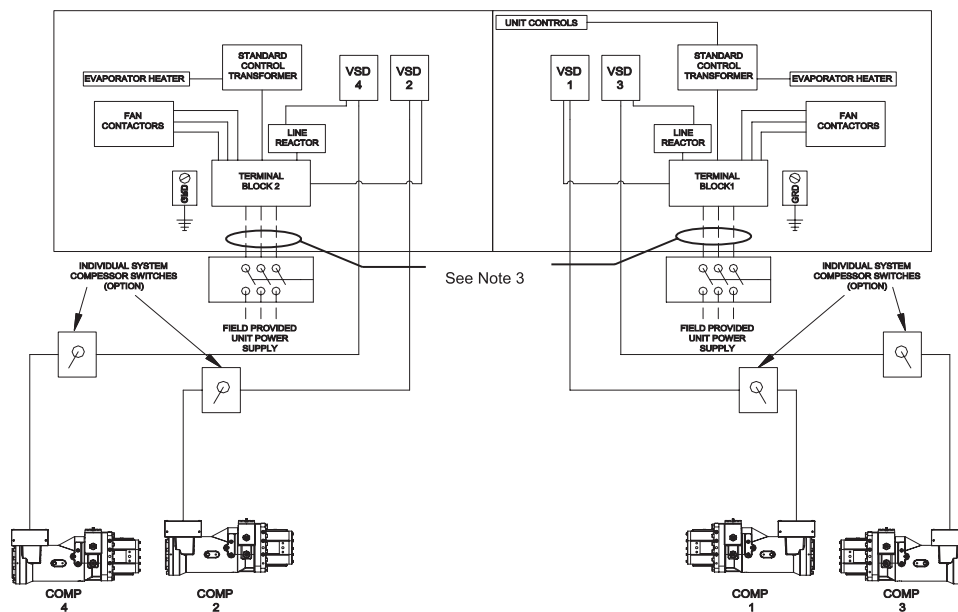 UNIT CONTROLS
STANDARD
CONTROL
TRANSFORMER
VSD
4
VSD
2
EVAPORATOR HEATER
FAN
CONTACTORS
LINE
REACTOR
TERMINAL
BLOCK 2
GRD
VSD
1
VSD
3
STANDARD
CONTROL
TRANSFORMER
EVAPORATOR HEATER
LINE
REACTOR
FAN
CONTACTORS
TERMINAL
BLOCK1
GRD
INDIVIDUAL SYSTEM
COMPESSOR SWITCHES
(OPTION)
See Note 3
INDIVIDUAL SYSTEM
COMPESSOR SWITCHES
(OPTION)
FIELD PROVIDED
UNIT POWER
SUPPLY
FIELD PROVIDED
UNIT POWER
SUPPLY
COMP
4
COMP
2
COMP
1
COMP
3